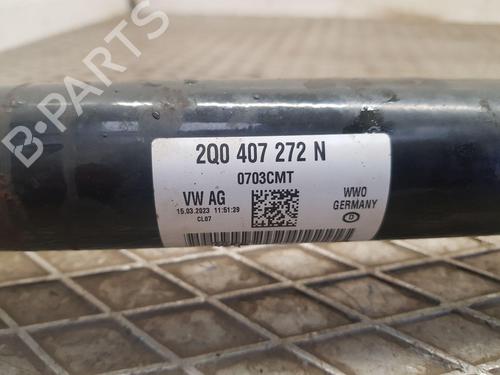 2Q0 407 272 N
0703CMT
VW AG
15.03.2023 11:51:29
CL07
WWO
GERMANY
B-PARTS